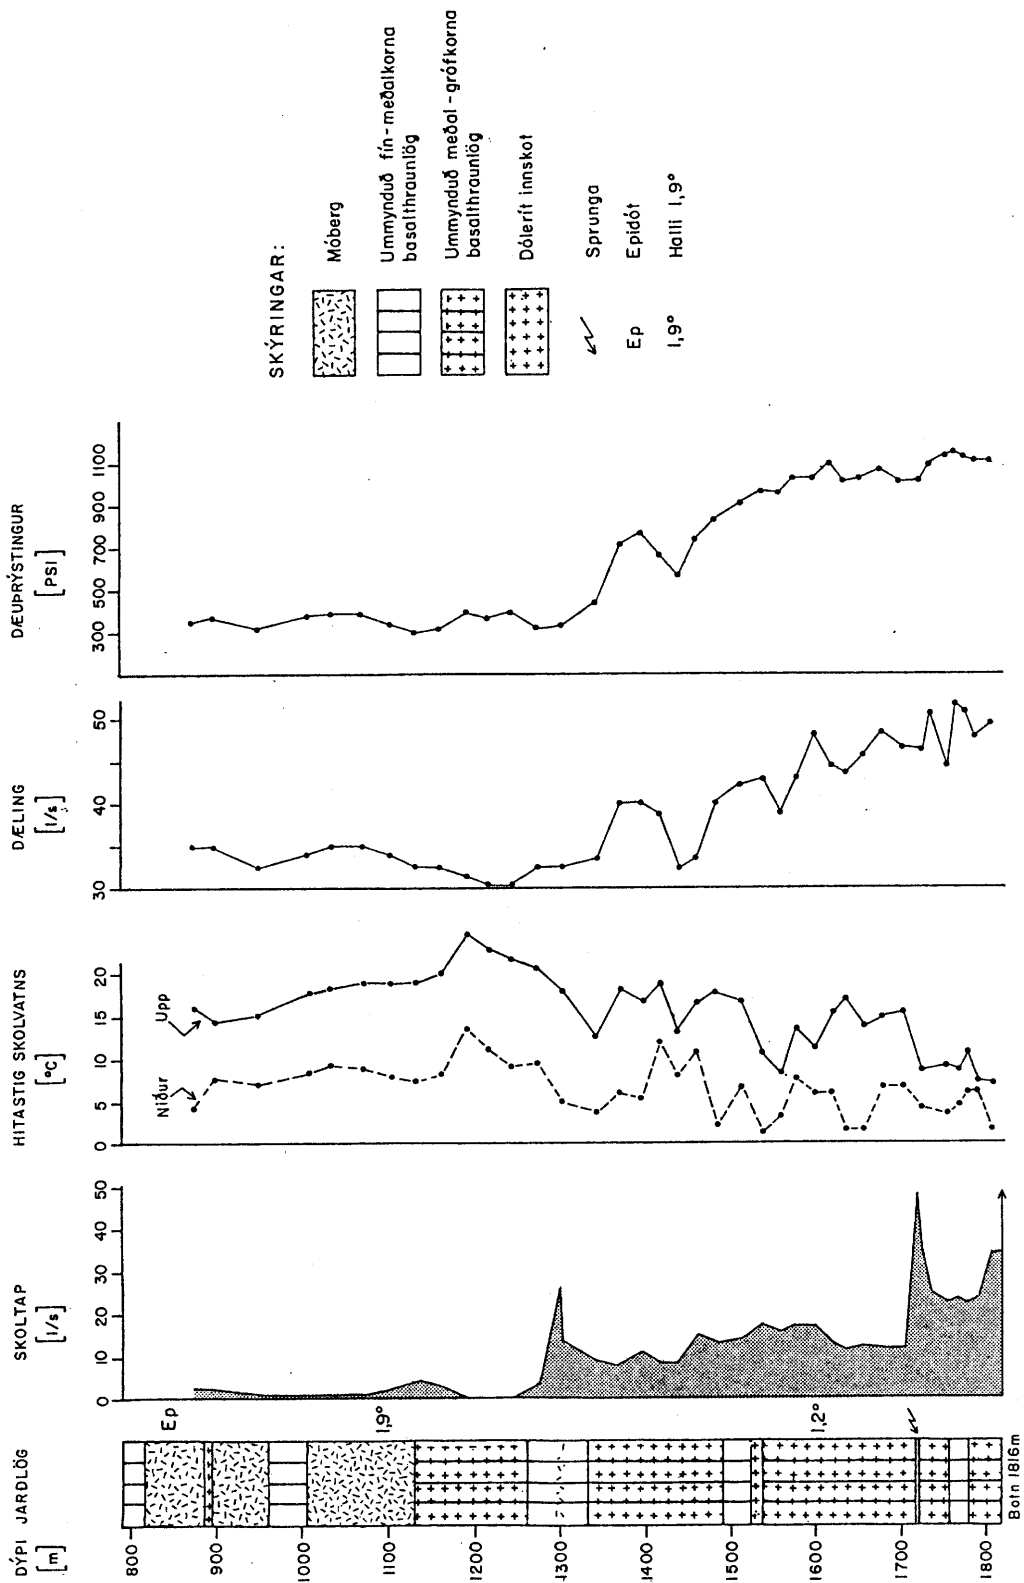 SKÝRINGAR:
Móberg
Ummynduð fín-meðalkorna
basalthraunlög
Ummynduð meðal-grófkorna
basalthraunlög
Dólerít innskot
Sprunga
Ep Epidót
1,9° Halli 1,9°
DÆLUÞRÝSTINGUR
[PSI]
300 500 700 900 1100
DÆLING
[l/s]
30 40 50
HITASTIG SKOLVATNS
[°C]
0 5 10 15 20
Upp
Niður
SKOLTAP
[l/s]
0 10 20 30 40 50
Ep
1,9°
1,2°
DÝPI JARÐLÖG
[m]
800 900 1000 1100 1200 1300 1400 1500 1600 1700 1800
Botn 1816m